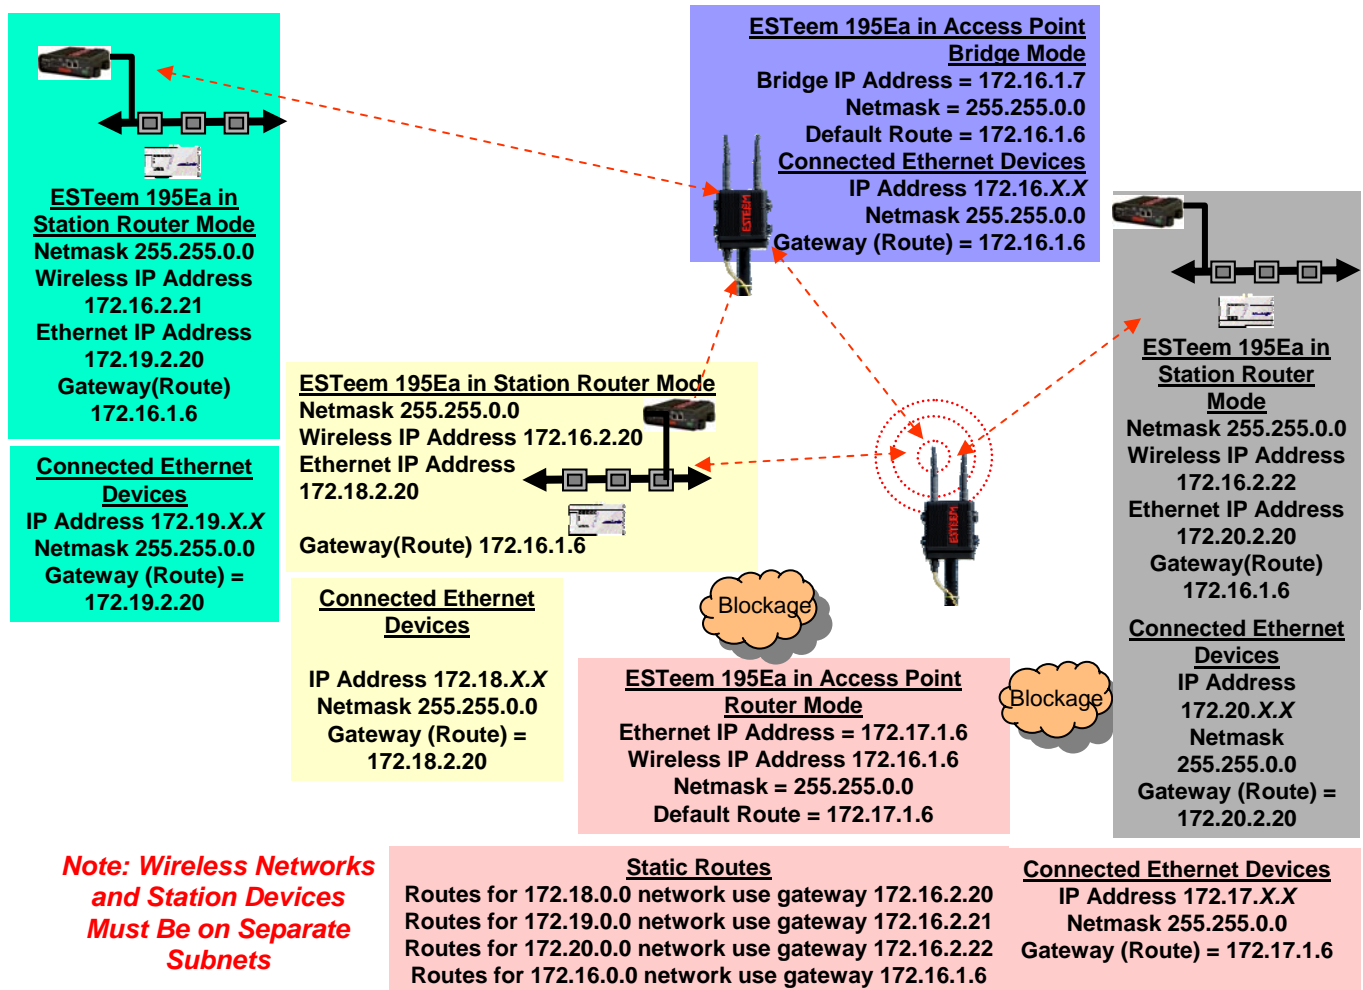 ESTeem 195Ea in
Station Router Mode
Netmask 255.255.0.0
Wireless IP Address
172.16.2.21
Ethernet IP Address
172.19.2.20
Gateway(Route)
172.16.1.6
Connected Ethernet
Devices
IP Address 172.19.X.X
Netmask 255.255.0.0
Gateway (Route) =
172.19.2.20
ESTeem 195Ea in Access Point
Bridge Mode
Bridge IP Address = 172.16.1.7
Netmask = 255.255.0.0
Default Route = 172.16.1.6
Connected Ethernet Devices
IP Address 172.16.X.X
Netmask 255.255.0.0
Gateway (Route) = 172.16.1.6
ESTEEM
ESTeem 195Ea in Station Router Mode
Netmask 255.255.0.0
Wireless IP Address 172.16.2.20
Ethernet IP Address
172.18.2.20
Gateway(Route) 172.16.1.6
Connected Ethernet
Devices
IP Address 172.18.X.X
Netmask 255.255.0.0
Gateway (Route) =
172.18.2.20
ESTEEM
Blockage
Blockage
ESTeem 195Ea in Access Point
Router Mode
Ethernet IP Address = 172.17.1.6
Wireless IP Address 172.16.1.6
Netmask = 255.255.0.0
Default Route = 172.17.1.6
ESTeem 195Ea in
Station Router
Mode
Netmask 255.255.0.0
Wireless IP Address
172.16.2.22
Ethernet IP Address
172.20.2.20
Gateway(Route)
172.16.1.6
Connected Ethernet
Devices
IP Address
172.20.X.X
Netmask
255.255.0.0
Gateway (Route) =
172.20.2.20
Note: Wireless Networks
and Station Devices
Must Be on Separate
Subnets
Static Routes
Routes for 172.18.0.0 network use gateway 172.16.2.20
Routes for 172.19.0.0 network use gateway 172.16.2.21
Routes for 172.20.0.0 network use gateway 172.16.2.22
Routes for 172.16.0.0 network use gateway 172.16.1.6
Connected Ethernet Devices
IP Address 172.17.X.X
Netmask 255.255.0.0
Gateway (Route) = 172.17.1.6